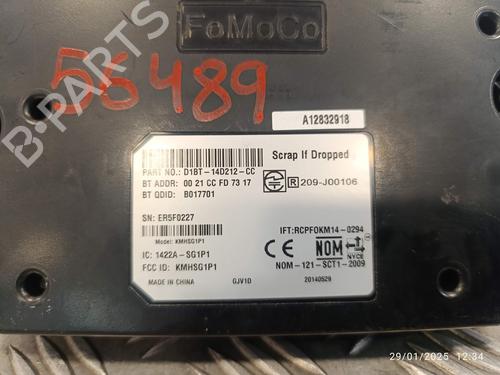 FoMoCo
55489
A12832918
Scrap If Dropped
PART NO.: D1BT-14D212-CC
BT ADDR: 00 21 CC FD 73 17
BT QDID: B017701
R 209-J00106
SN: ER5F0227
Model: KMHSG1P1
IC: 1422A-SG1P1
FCC ID: KMHSG1P1
MADE IN CHINA
GJV1D
IFT:RCPFOKM14-0294
CE
NOM
NYCE
NOM-121-SCT1-2009
20140529
B-Parts
29/01/2025 12:34